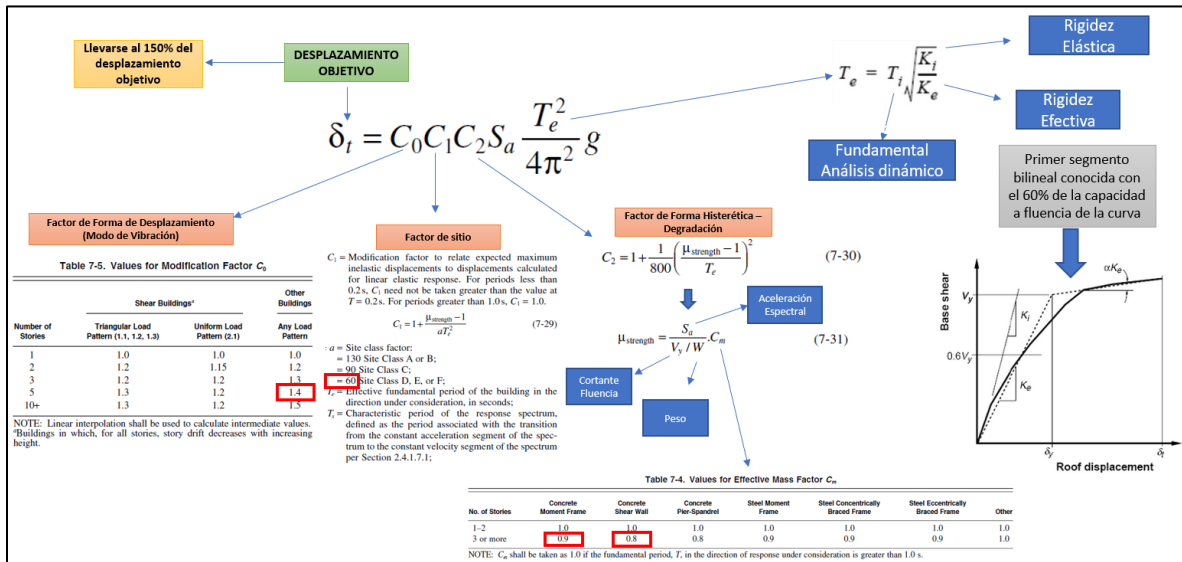 Llevarse al 150% del
desplazamiento
objetivo
DESPLAZAMIENTO
OBJETIVO
δt = C0C1C2Sa Te²/4π² g
Te = Ti √(Ki/Ke)
Rigidez
Elástica
Rigidez
Efectiva
Fundamental
Análisis dinámico
Primer segmento
bilineal conocida con
el 60% de la capacidad
a fluencia de la curva
Factor de Forma de Desplazamiento
(Modo de Vibración)
Table 7-5. Values for Modification Factor C0
Shear Buildingsᵃ
Other
Buildings
Number of
Stories
Triangular Load
Pattern (1.1, 1.2, 1.3)
Uniform Load
Pattern (2.1)
Any Load
Pattern
1 1.0 1.0 1.0
2 1.2 1.15 1.2
3 1.2 1.2 1.3
5 1.3 1.2 1.4
10+ 1.3 1.2 1.5
NOTE: Linear interpolation shall be used to calculate intermediate values.
ᵃBuildings in which, for all stories, story drift decreases with increasing
height.
Factor de sitio
C1 = Modification factor to relate expected maximum
inelastic displacements to displacements calculated
for linear elastic response. For periods less than
0.2s, C1 need not be taken greater than the value at
T = 0.2s. For periods greater than 1.0s, C1 = 1.0.
C1 = 1 + (μstrength − 1)/aTe² (7-29)
a = Site class factor:
= 130 Site Class A or B;
= 90 Site Class C;
= 60 Site Class D, E, or F;
Te = Effective fundamental period of the building in the
direction under consideration, in seconds;
Ts = Characteristic period of the response spectrum,
defined as the period associated with the transition
from the constant acceleration segment of the spec-
trum to the constant velocity segment of the spectrum
per Section 2.4.1.7.1;
Factor de Forma Histerética –
Degradación
C2 = 1 + 1/800 ((μstrength − 1)/Te)² (7-30)
Aceleración
Espectral
μstrength = Sa/(Vy/W) . Cm (7-31)
Cortante
Fluencia
Peso
Base shear
Vy
0.6Vy
Ki
Ke
αKe
δy
δt
Roof displacement
Table 7-4. Values for Effective Mass Factor Cm
No. of Stories
Concrete
Moment Frame
Concrete
Shear Wall
Concrete
Pier-Spandrel
Steel Moment
Frame
Steel Concentrically
Braced Frame
Steel Eccentrically
Braced Frame
Other
1–2 1.0 1.0 1.0 1.0 1.0 1.0 1.0
3 or more 0.9 0.8 0.8 0.9 0.9 0.9 1.0
NOTE: Cm shall be taken as 1.0 if the fundamental period, T, in the direction of response under consideration is greater than 1.0 s.